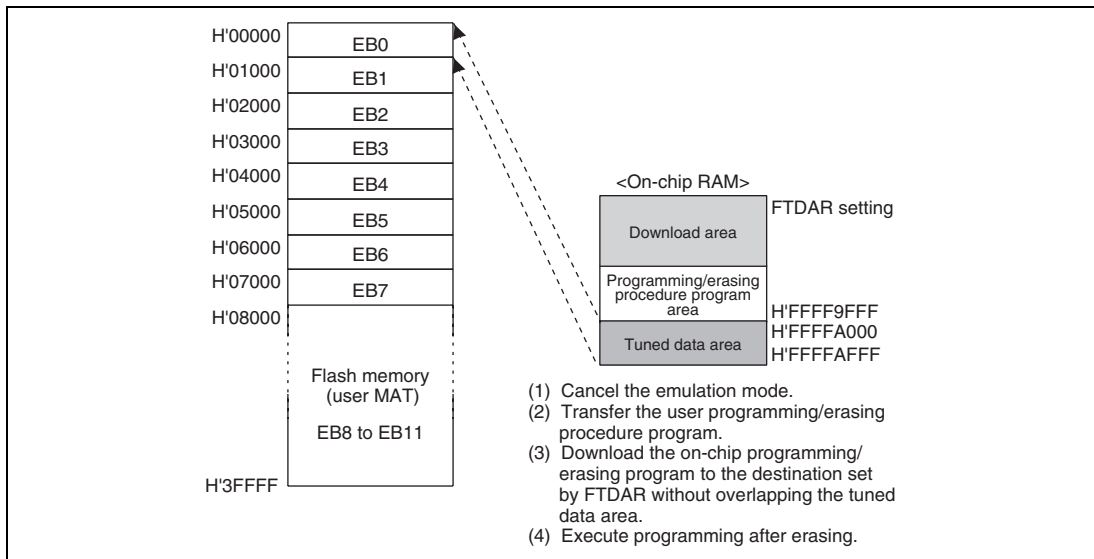 H'00000
EB0
H'01000
EB1
H'02000
EB2
H'03000
EB3
H'04000
EB4
H'05000
EB5
H'06000
EB6
H'07000
EB7
H'08000
Flash memory
(user MAT)
EB8 to EB11
H'3FFFF
<On-chip RAM>
FTDAR setting
Download area
Programming/erasing
procedure program
area
H'FFFF9FFF
H'FFFFA000
Tuned data area
H'FFFFAFFF
(1) Cancel the emulation mode.
(2) Transfer the user programming/erasing
procedure program.
(3) Download the on-chip programming/
erasing program to the destination set
by FTDAR without overlapping the tuned
data area.
(4) Execute programming after erasing.